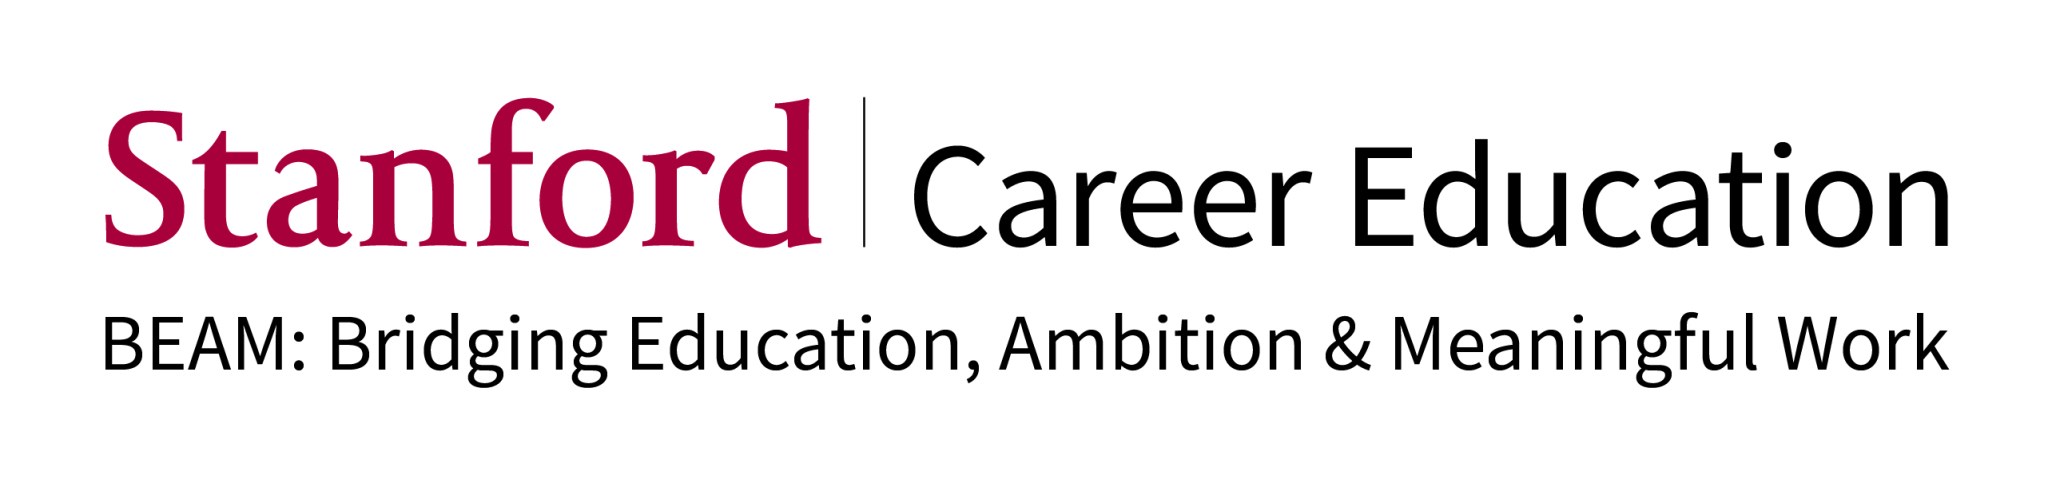 Stanford | Career Education
BEAM: Bridging Education, Ambition & Meaningful Work